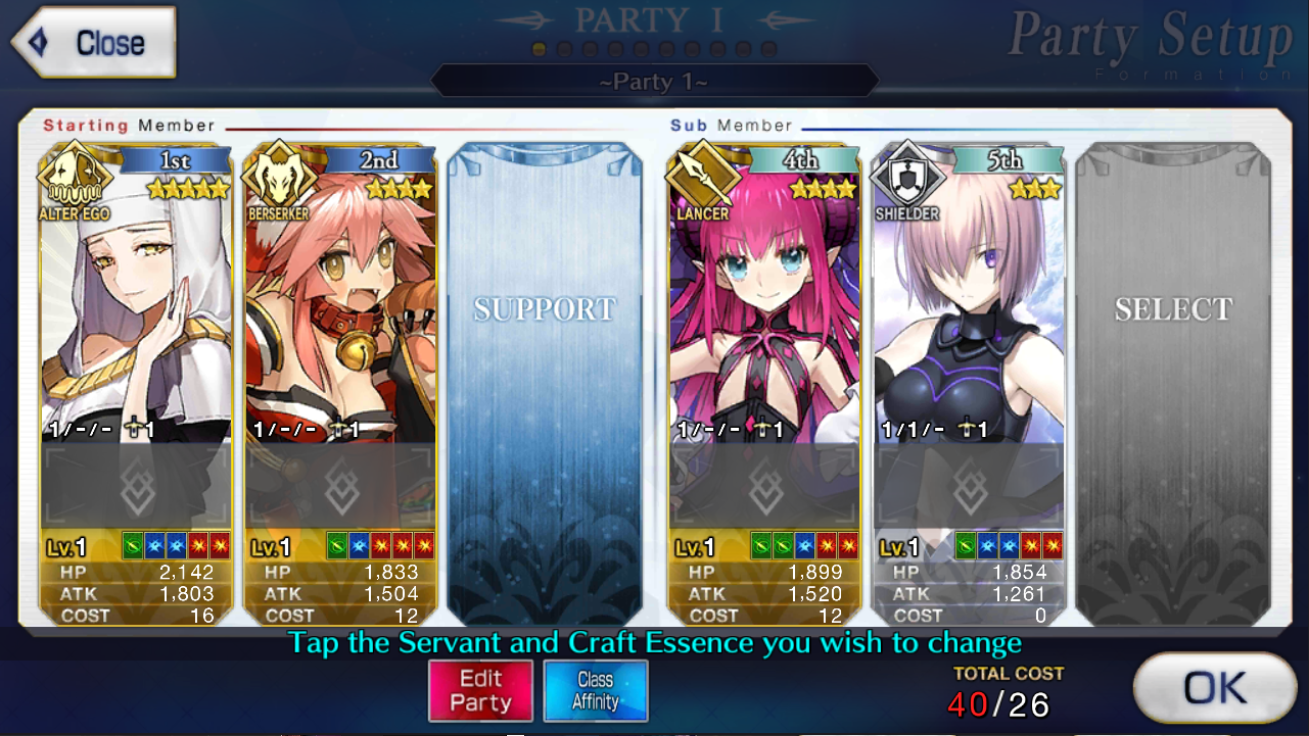 Close
PARTY I
~Party 1~
Party Setup
Formation
Starting Member
Sub Member
1st
2nd
4th
5th
ALTER EGO
BERSERKER
LANCER
SHIELDER
SUPPORT
SELECT
1/-/- 1
1/-/- 1
1/-/- 1
1/1/- 1
Lv.1
Lv.1
Lv.1
Lv.1
HP 2,142
HP 1,833
HP 1,899
HP 1,854
ATK 1,803
ATK 1,504
ATK 1,520
ATK 1,261
COST 16
COST 12
COST 12
COST 0
Tap the Servant and Craft Essence you wish to change
Edit
Party
Class
Affinity
TOTAL COST
40/26
OK